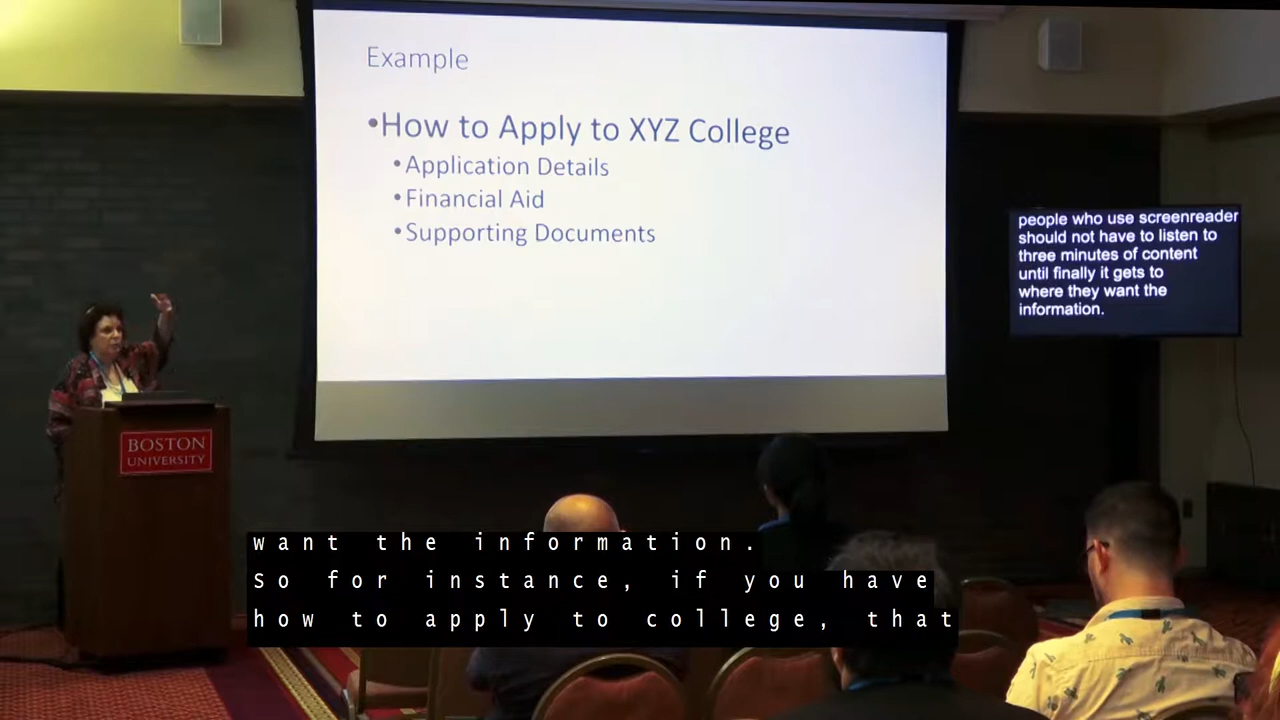 Example
•How to Apply to XYZ College
•Application Details
•Financial Aid
•Supporting Documents
people who use screenreader
should not have to listen to
three minutes of content
until finally it gets to
where they want the
information.
BOSTON
UNIVERSITY
want the information.
So for instance, if you have
how to apply to college, that